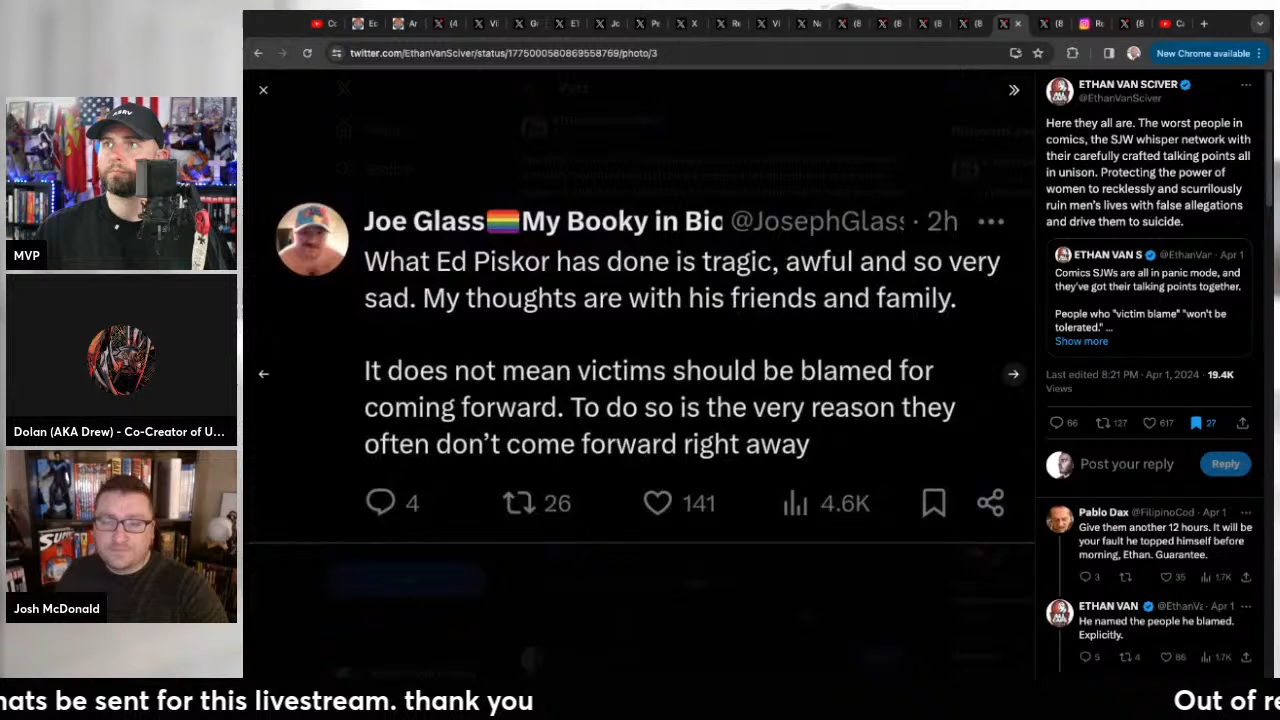 twitter.com/EthanVanSciver/status/1775000580869558769/photo/3
New Chrome available
MVP
Dolan (AKA Drew) - Co-Creator of U...
Josh McDonald
Joe Glass🏳️‍🌈My Booky in Bio @JosephGlass · 2h
What Ed Piskor has done is tragic, awful and so very
sad. My thoughts are with his friends and family.
It does not mean victims should be blamed for
coming forward. To do so is the very reason they
often don’t come forward right away
4 26 141 4.6K
ETHAN VAN SCIVER
@EthanVanSciver
Here they all are. The worst people in
comics, the SJW whisper network with
their carefully crafted talking points all
in unison. Protecting the power of
women to recklessly and scurrilously
ruin men's lives with false allegations
and drive them to suicide.
ETHAN VAN S @EthanVar · Apr 1
Comics SJWs are all in panic mode, and
they've got their talking points together.
People who "victim blame" "won't be
tolerated." ...
Show more
Last edited 8:21 PM · Apr 1, 2024 · 19.4K
Views
66 127 617 27
Post your reply Reply
Pablo Dax @FilipinoCod · Apr 1
Give them another 12 hours. It will be
your fault he topped himself before
morning, Ethan. Guarantee.
3 35 1.7K
ETHAN VAN @EthanVa · Apr 1
He named the people he blamed.
Explicitly.
5 4 86 1.7K
hats be sent for this livestream. thank you
Out of re